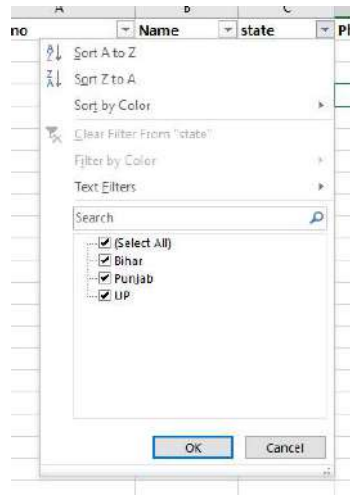 A B C
no Name state Pl
Sort A to Z
Sort Z to A
Sort by Color
Clear Filter From "state"
Filter by Color
Text Filters
Search
(Select All)
Bihar
Punjab
UP
OK Cancel